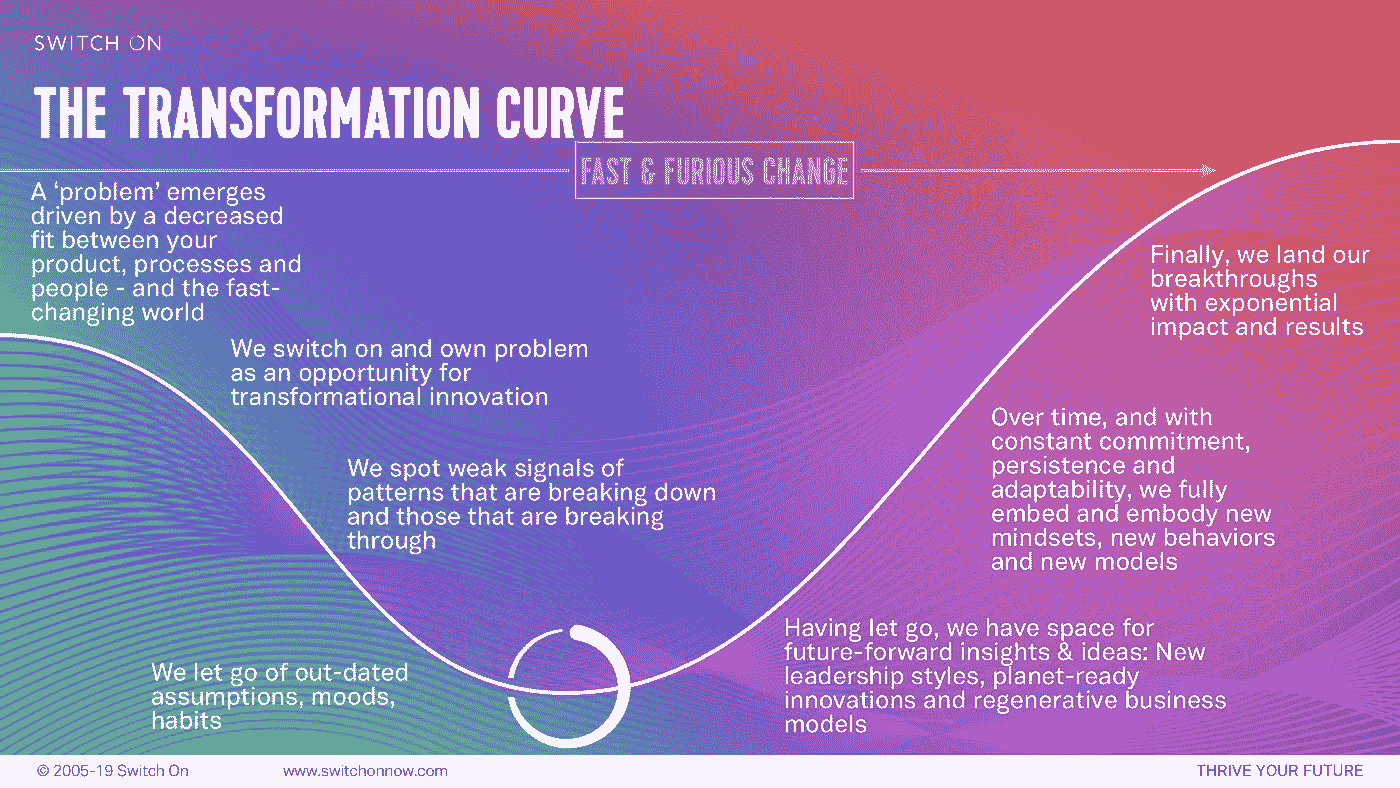 SWITCH ON
THE TRANSFORMATION CURVE
FAST & FURIOUS CHANGE
A ‘problem’ emerges
driven by a decreased
fit between your
product, processes and
people - and the fast-
changing world
We switch on and own problem
as an opportunity for
transformational innovation
We spot weak signals of
patterns that are breaking down
and those that are breaking
through
We let go of out-dated
assumptions, moods,
habits
Having let go, we have space for
future-forward insights & ideas: New
leadership styles, planet-ready
innovations and regenerative business
models
Over time, and with
constant commitment,
persistence and
adaptability, we fully
embed and embody new
mindsets, new behaviors
and new models
Finally, we land our
breakthroughs
with exponential
impact and results
© 2005-19 Switch On
www.switchonnow.com
THRIVE YOUR FUTURE